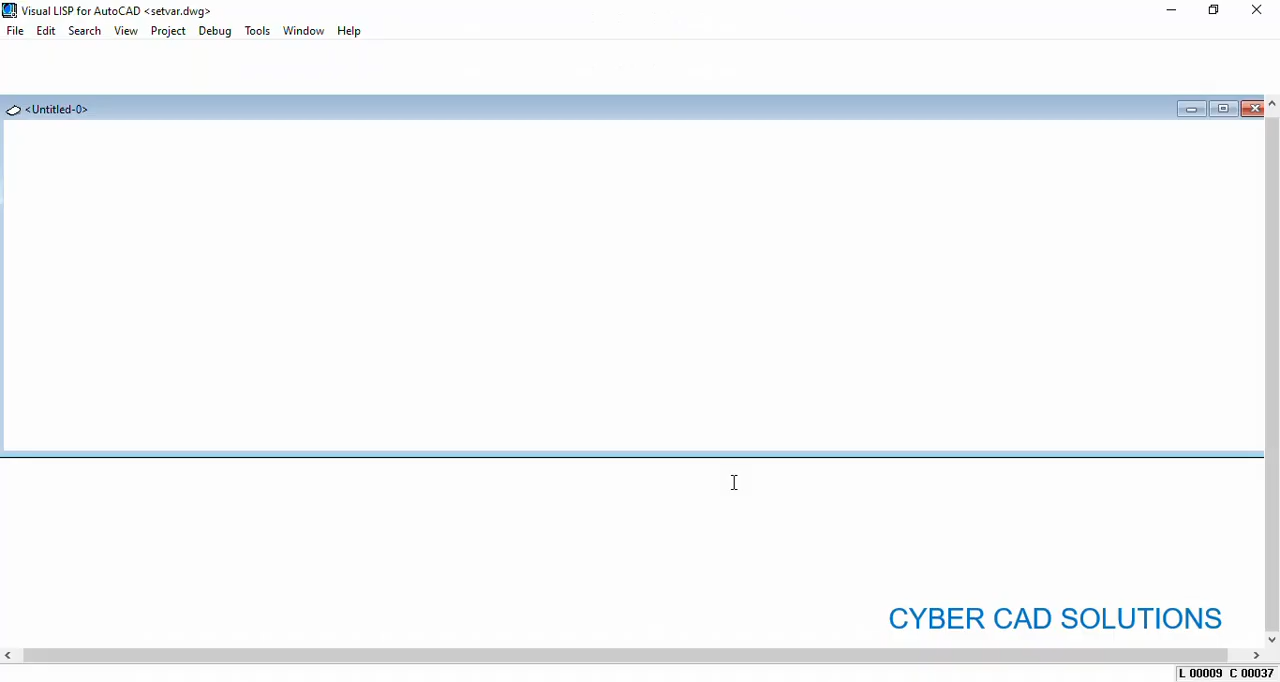 Visual LISP for AutoCAD <setvar.dwg>
File Edit Search View Project Debug Tools Window Help
<Untitled-0>
CYBER CAD SOLUTIONS
L 00009 C 00037